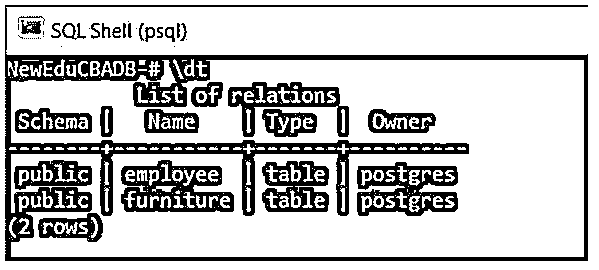 SQL Shell (psql)
NewEduCBADB-# \dt
List of relations
Schema | Name | Type | Owner
--------+-----------+-------+----------
public | employee | table | postgres
public | furniture | table | postgres
(2 rows)